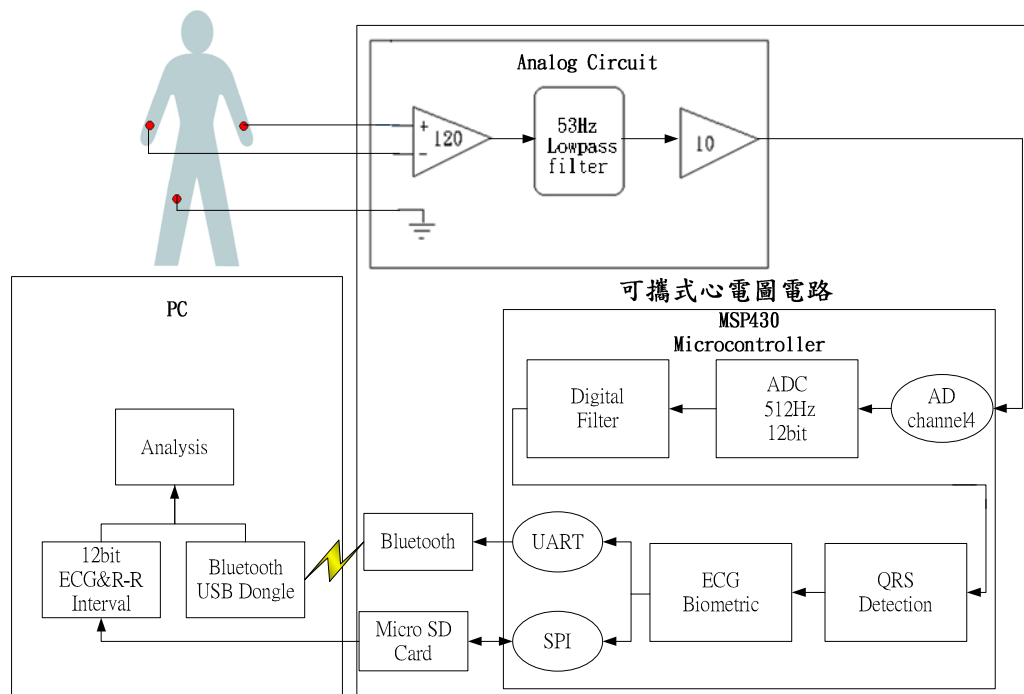 Analog Circuit
+
−
120
53Hz
Lowpass
filter
10
可攜式心電圖電路
MSP430
Microcontroller
PC
Digital
Filter
ADC
512Hz
12bit
AD
channel4
Analysis
12bit
ECG&R-R
Interval
Bluetooth
USB Dongle
Bluetooth
UART
ECG
Biometric
QRS
Detection
Micro SD
Card
SPI